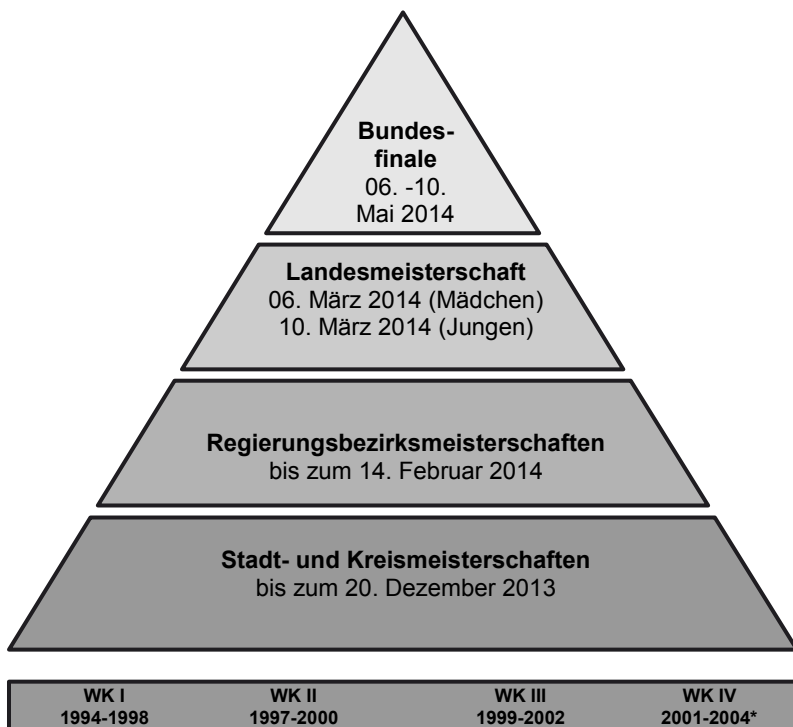 Bundes-
finale
06. -10.
Mai 2014
Landesmeisterschaft
06. März 2014 (Mädchen)
10. März 2014 (Jungen)
Regierungsbezirksmeisterschaften
bis zum 14. Februar 2014
Stadt- und Kreismeisterschaften
bis zum 20. Dezember 2013
WK I WK II WK III WK IV
1994-1998 1997-2000 1999-2002 2001-2004*